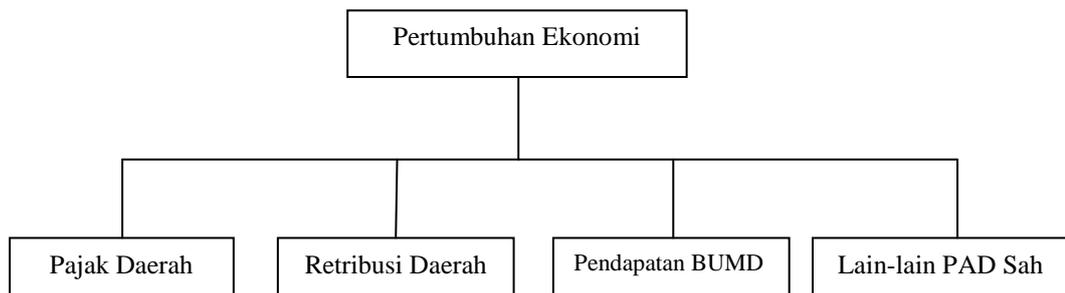 Pertumbuhan Ekonomi
Pajak Daerah
Retribusi Daerah
Pendapatan BUMD
Lain-lain PAD Sah